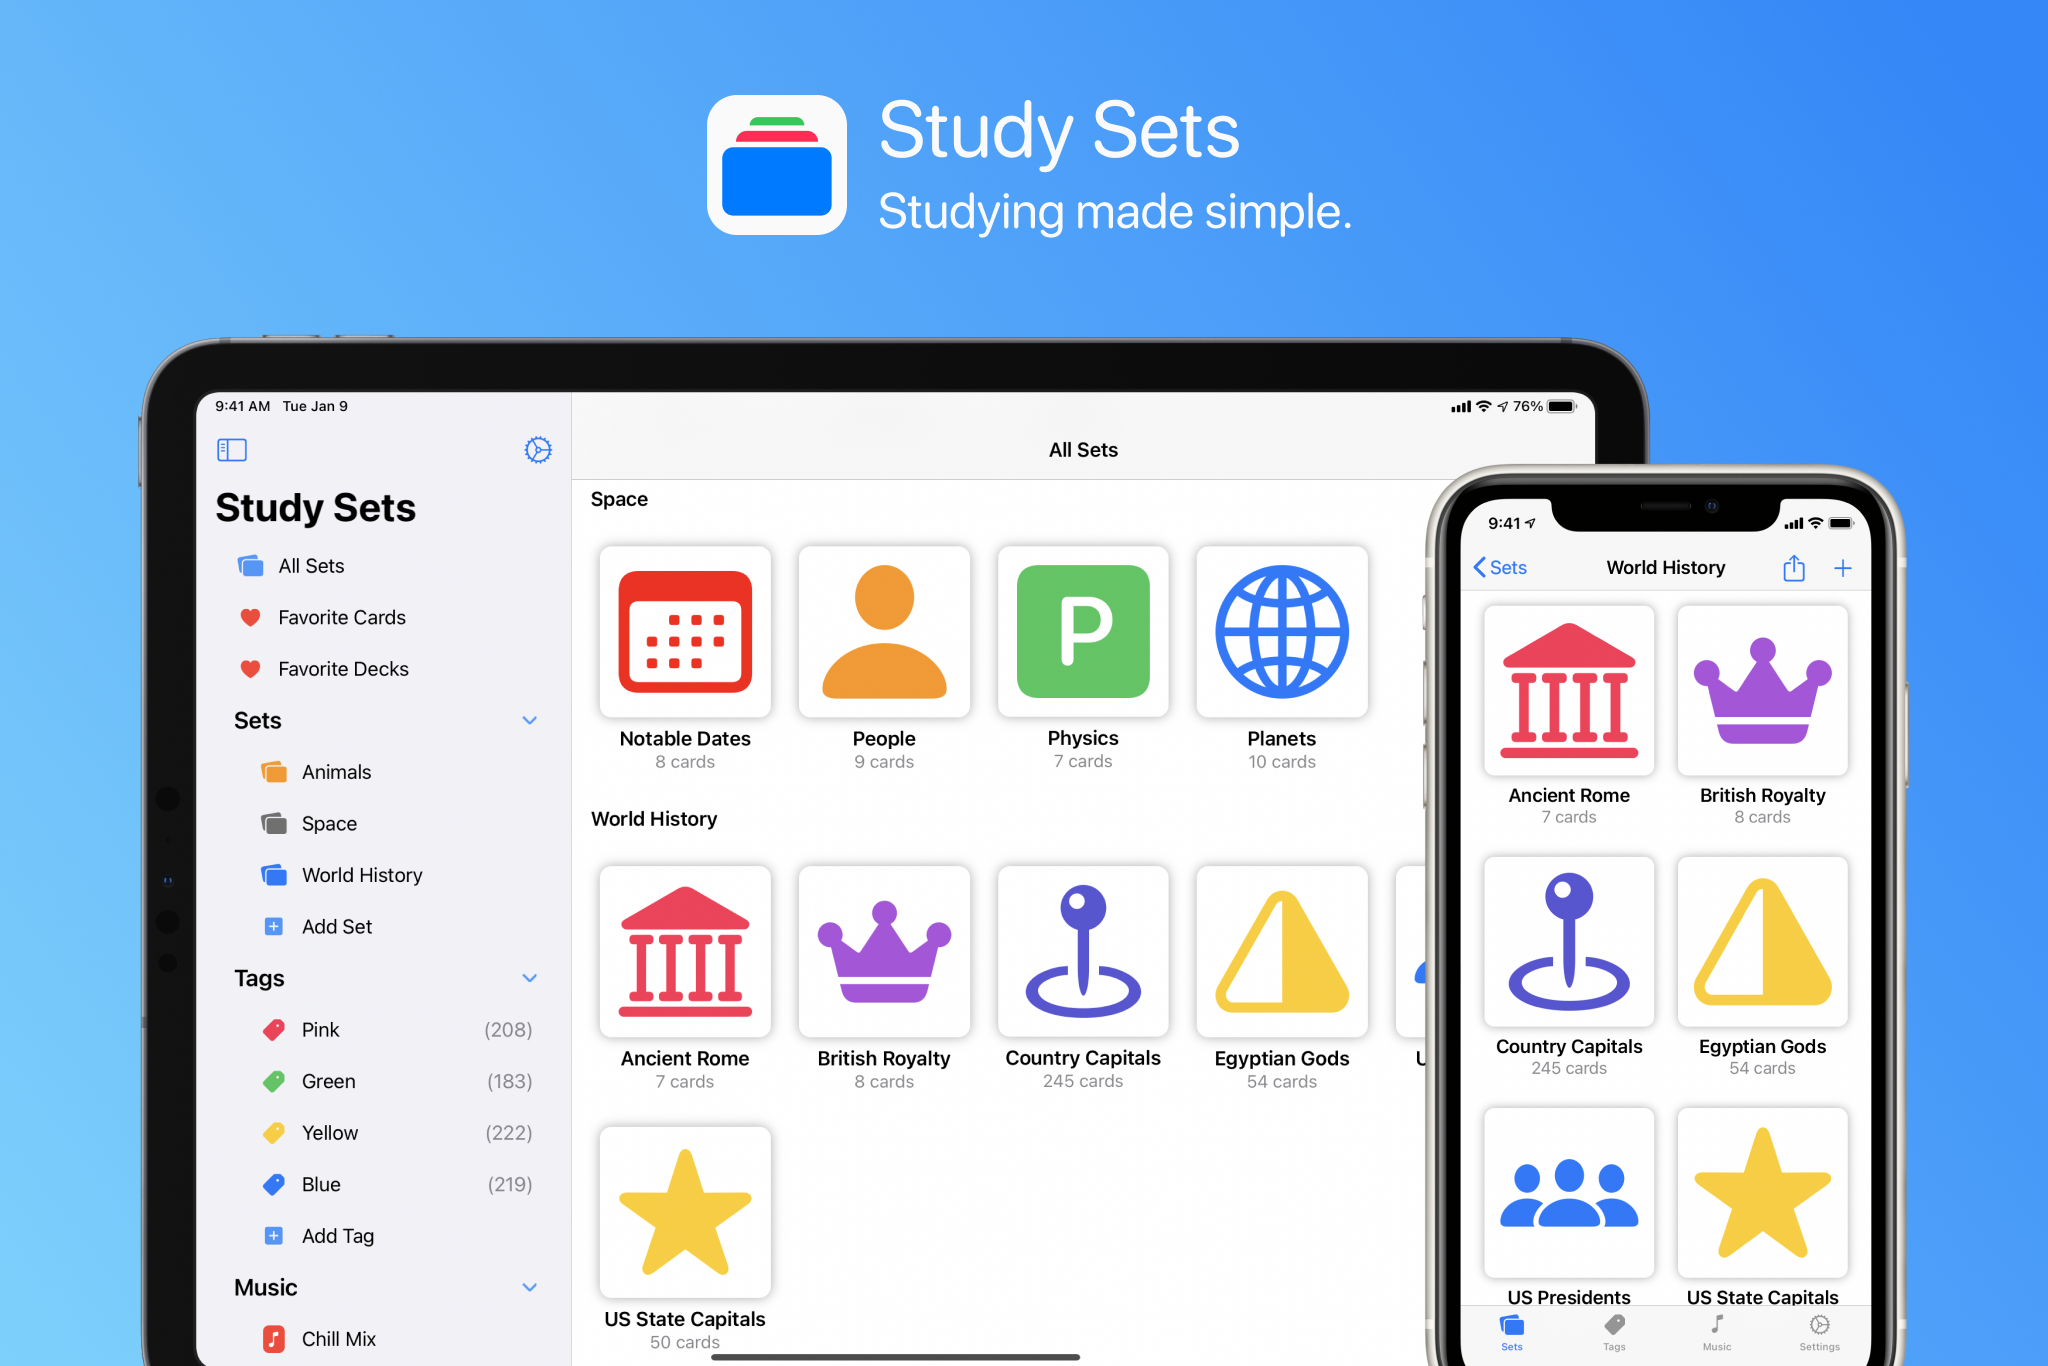 Study Sets
Studying made simple.
9:41 AM Tue Jan 9
76%
All Sets
Study Sets
All Sets
Favorite Cards
Favorite Decks
Sets
Animals
Space
World History
Add Set
Tags
Pink (208)
Green (183)
Yellow (222)
Blue (219)
Add Tag
Music
Chill Mix
Space
P
Notable Dates
8 cards
People
9 cards
Physics
7 cards
Planets
10 cards
World History
Ancient Rome
7 cards
British Royalty
8 cards
Country Capitals
245 cards
Egyptian Gods
54 cards
U
US State Capitals
50 cards
9:41
Sets
World History
Ancient Rome
7 cards
British Royalty
8 cards
Country Capitals
245 cards
Egyptian Gods
54 cards
US Presidents
US State Capitals
Sets
Tags
Music
Settings